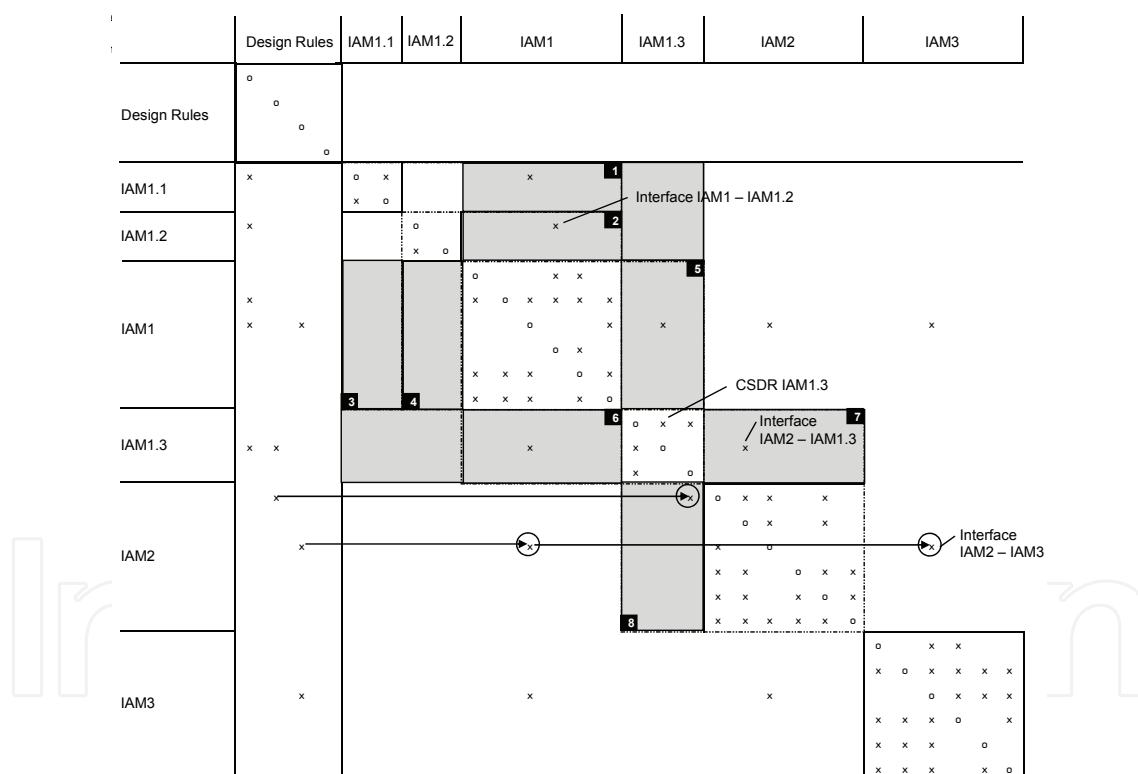 Design Rules IAM1.1 IAM1.2 IAM1 IAM1.3 IAM2 IAM3
o
o
Design Rules
o
o
x o x x 1
IAM1.1
x o
Interface IAM1 – IAM1.2
x o x 2
IAM1.2
x o
o x x 5
x x o x x x x
IAM1 x x o x x x x
o x
x x x o x
CSDR IAM1.3
3 4 x x x x o
6 o x x 7
Interface
IAM2 – IAM1.3
IAM1.3 x x x x o x
x o
x x o x x x
o x x
x x x o x
Interface
IAM2 – IAM3
IAM2
x x o x x
x x x o x
8 x x x x x o
o x x
x o x x x x
IAM3 x x x o x x
x x x o x
x x x o
x x x x o